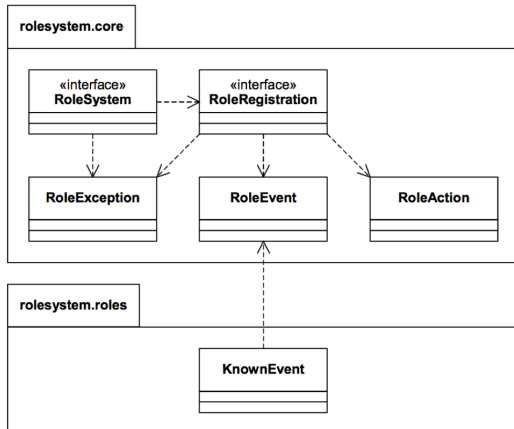 rolesystem.core
«interface»
RoleSystem
«interface»
RoleRegistration
RoleException
RoleEvent
RoleAction
rolesystem.roles
KnownEvent